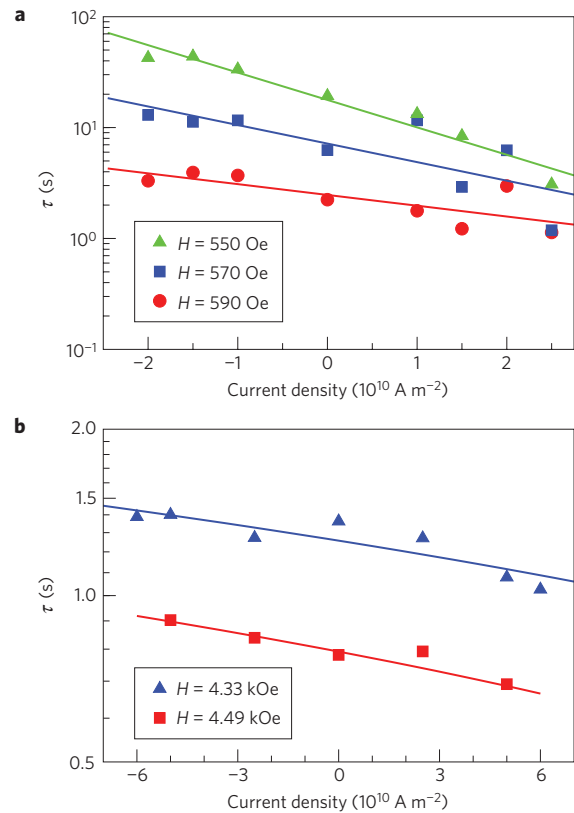 a
10²
10¹
10⁰
10⁻¹
τ (s)
H = 550 Oe
H = 570 Oe
H = 590 Oe
−2 −1 0 1 2
Current density (10¹⁰ A m⁻²)
b
2.0
1.5
1.0
0.5
τ (s)
H = 4.33 kOe
H = 4.49 kOe
−6 −3 0 3 6
Current density (10¹⁰ A m⁻²)